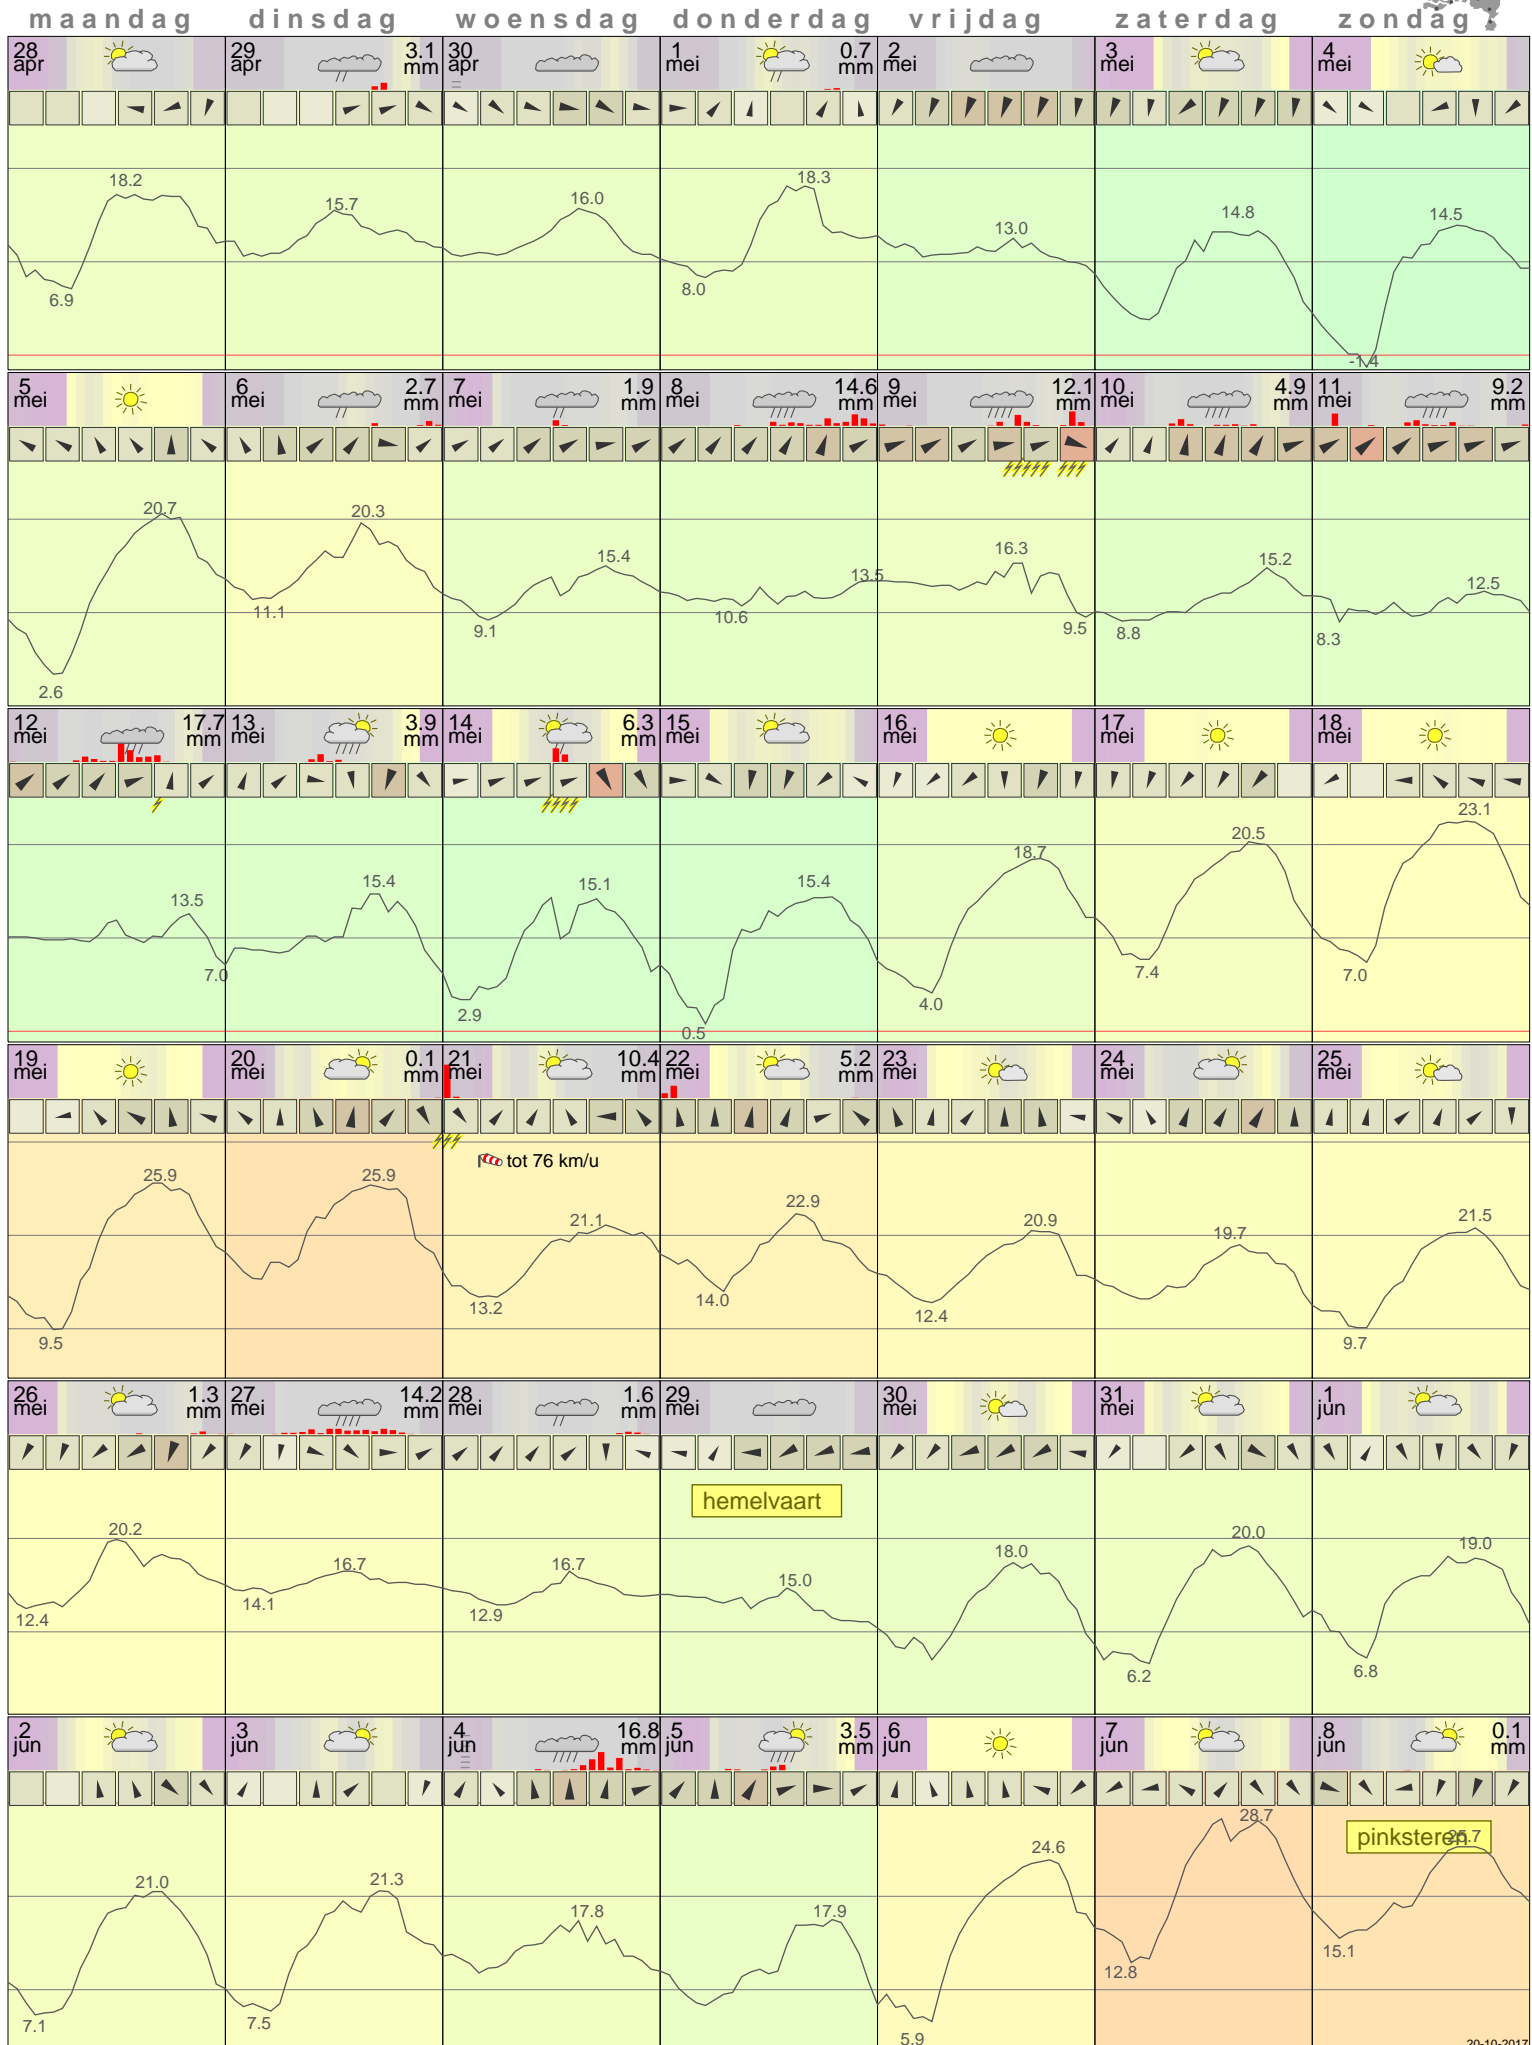 maandag dinsdag woensdag donderdag vrijdag zaterdag zondag
28 29 3.1 30 1 0.7 2 3 4
apr apr mm apr mei mm mei mei mei
18.2 15.7 16.0 18.3 13.0 14.8 14.5
6.9 8.0 -1.4
5 6 2.7 7 1.9 8 14.6 9 12.1 10 4.9 11 9.2
mei mei mm mei mm mei mm mei mm mei mm mei mm
20.7 20.3 15.4 13.5 16.3 15.2 12.5
2.6 11.1 9.1 10.6 9.5 8.8 8.3
12 17.7 13 3.9 14 6.3 15 16 17 18
mei mm mei mm mei mm mei mei mei mei
13.5 15.4 15.1 15.4 18.7 20.5 23.1
7.0 2.9 0.5 4.0 7.4 7.0
19 20 0.1 21 10.4 22 5.2 23 24 25
mei mei mm mei mm mei mm mei mei mei
tot 76 km/u
25.9 25.9 21.1 22.9 20.9 19.7 21.5
9.5 13.2 14.0 12.4 9.7
26 1.3 27 14.2 28 1.6 29 30 31 1
mei mm mei mm mei mm mei mei mei jun
hemelvaart
20.2 16.7 16.7 15.0 18.0 20.0 19.0
12.4 14.1 12.9 6.2 6.8
2 3 4 16.8 5 3.5 6 7 8 0.1
jun jun jun mm jun mm jun jun jun mm
pinksteren
21.0 21.3 17.8 17.9 24.6 28.7 25.7
7.1 7.5 5.9 12.8 15.1
20-10-2017